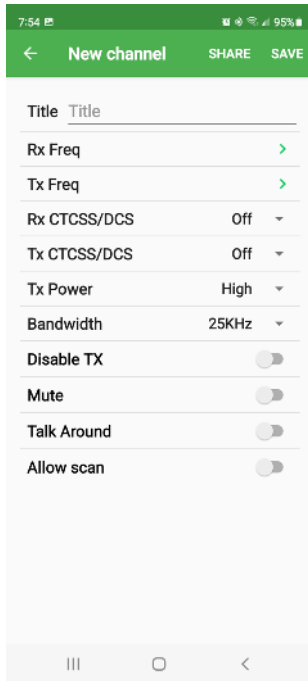 7:54 95%
New channel SHARE SAVE
Title Title
Rx Freq
Tx Freq
Rx CTCSS/DCS Off
Tx CTCSS/DCS Off
Tx Power High
Bandwidth 25KHz
Disable TX
Mute
Talk Around
Allow scan